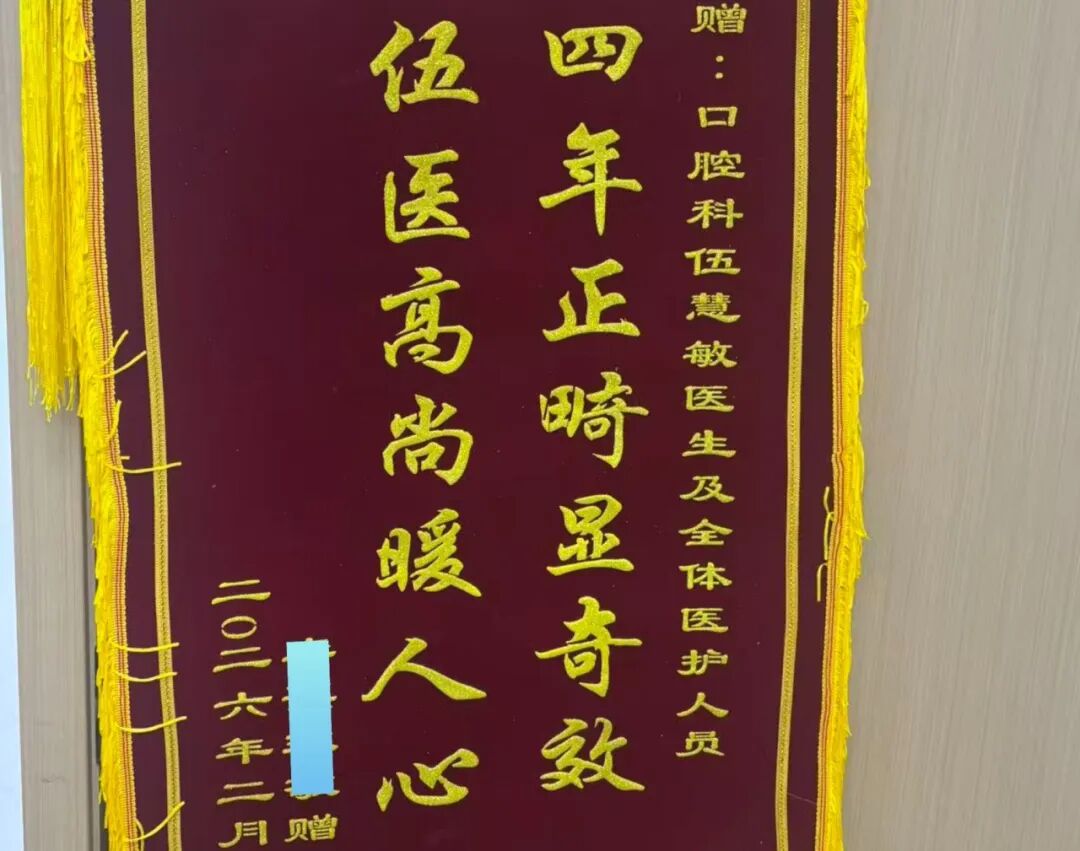 赠：口腔科伍慧敏医生及全体医护人员
四年正畸显奇效
伍医高尚暖人心
赠
二〇二六年二月